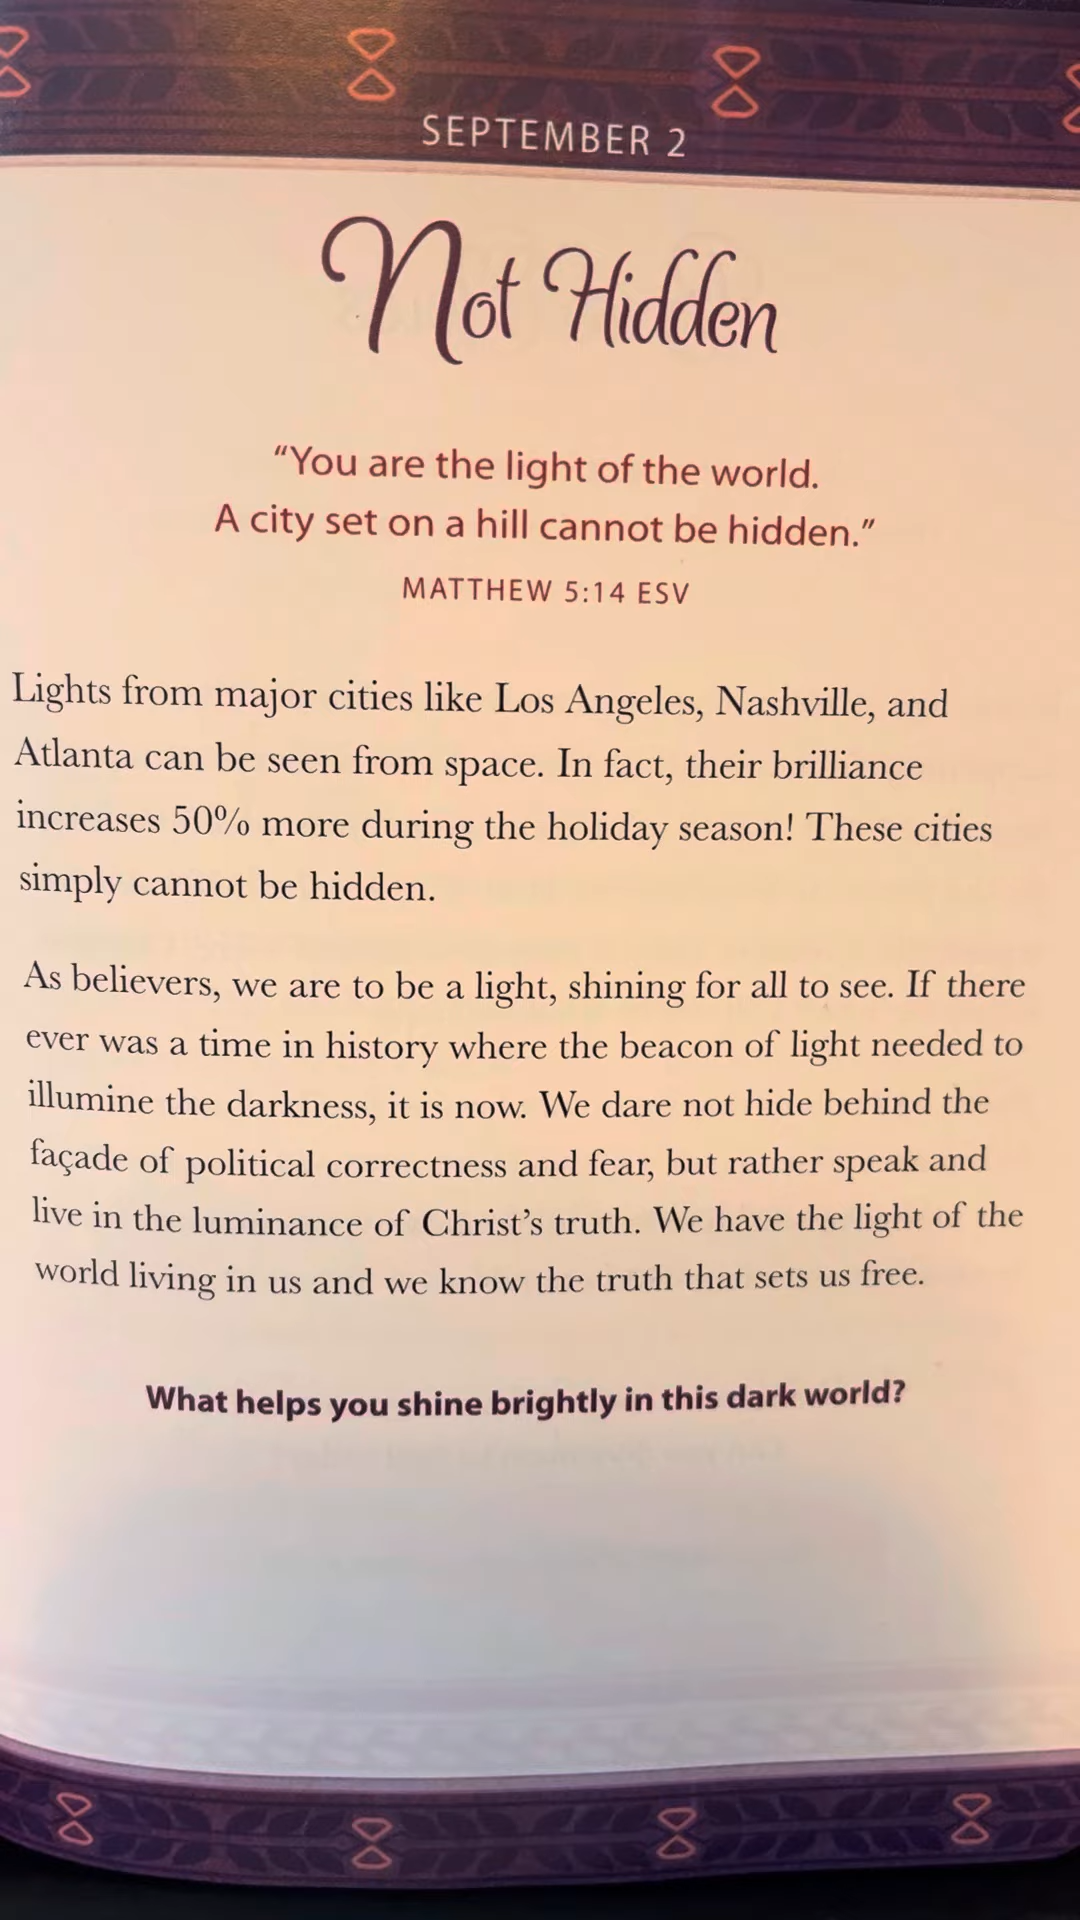 SEPTEMBER 2
Not Hidden
“You are the light of the world.
A city set on a hill cannot be hidden.”
MATTHEW 5:14 ESV
Lights from major cities like Los Angeles, Nashville, and
Atlanta can be seen from space. In fact, their brilliance
increases 50% more during the holiday season! These cities
simply cannot be hidden.
As believers, we are to be a light, shining for all to see. If there
ever was a time in history where the beacon of light needed to
illumine the darkness, it is now. We dare not hide behind the
façade of political correctness and fear, but rather speak and
live in the luminance of Christ’s truth. We have the light of the
world living in us and we know the truth that sets us free.
What helps you shine brightly in this dark world?